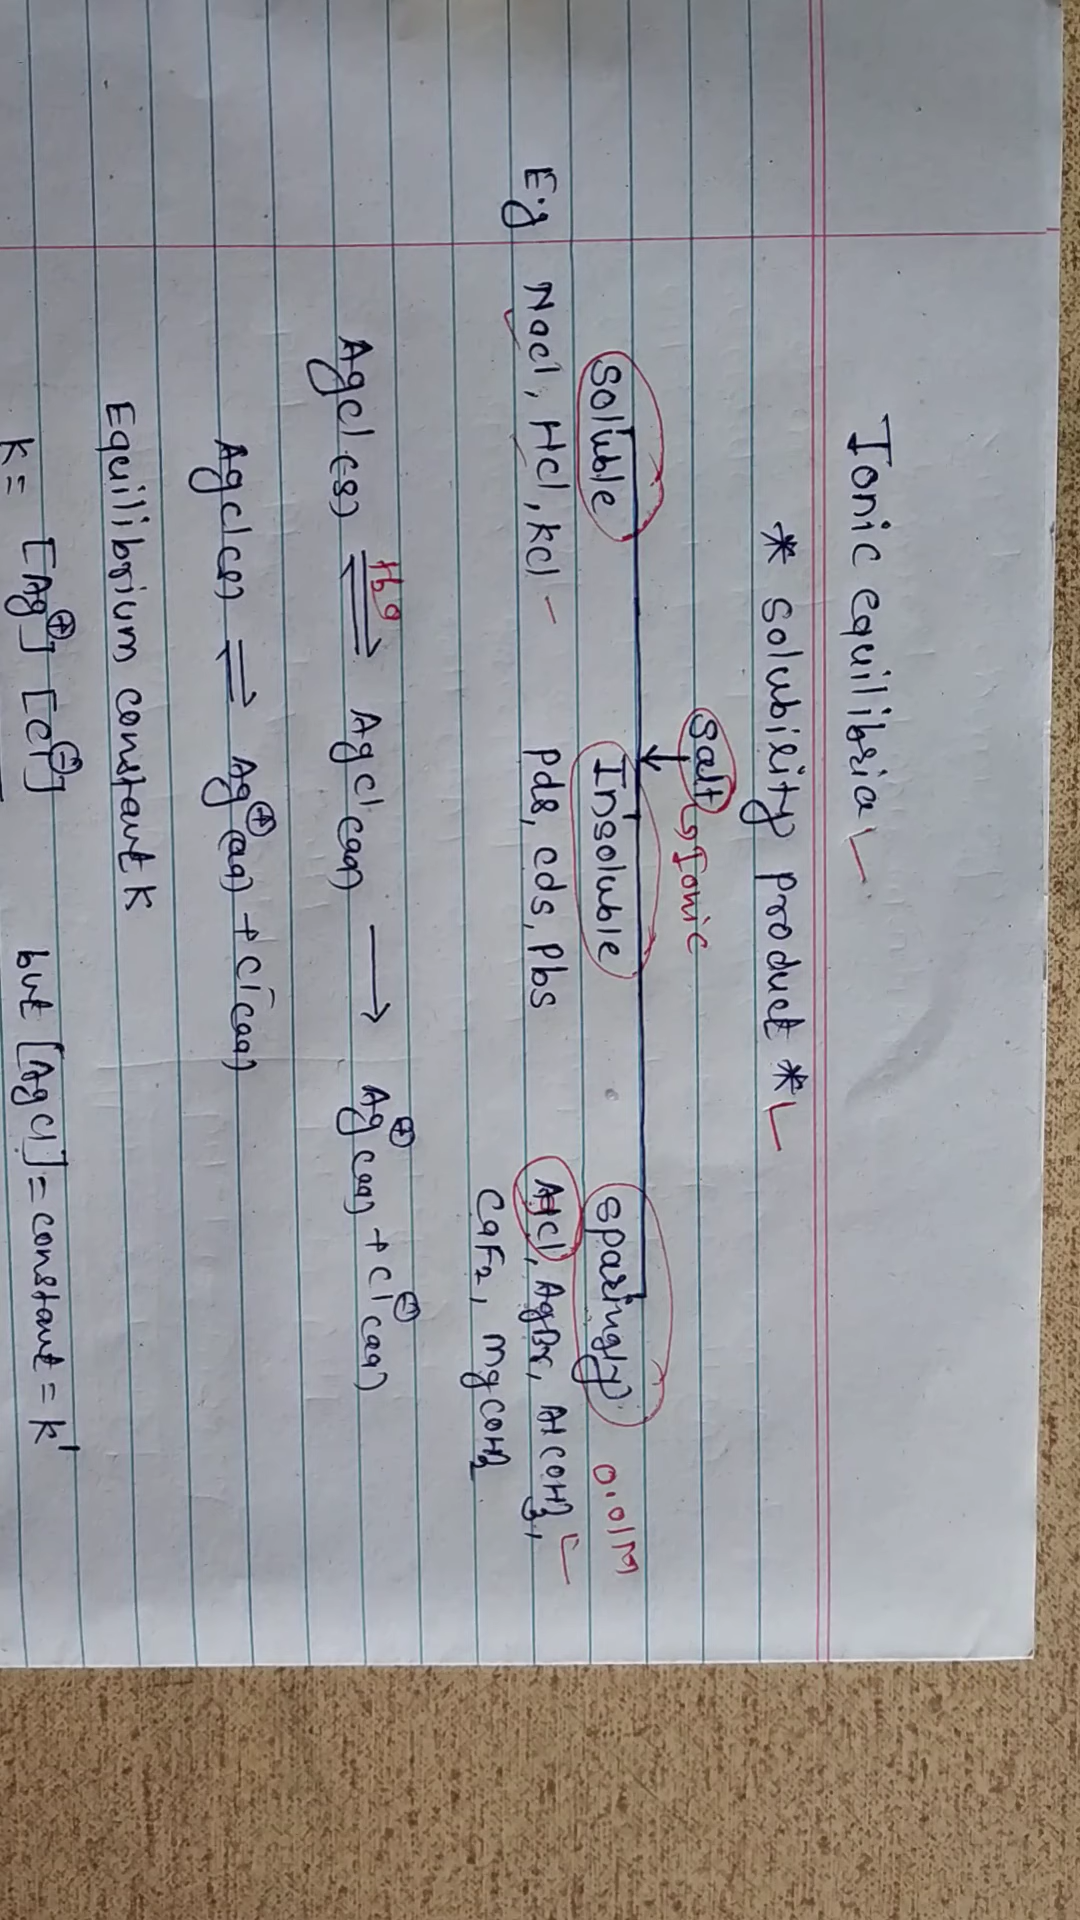 Ionic equilibria
* solubility product *
Salt → Ionic
Soluble Insoluble sparingly 0.01M
E.g NaCl, HCl, KCl - Pds, cds, Pbs AgCl, AgBr, Al(OH)3,
CaF2, Mg(OH)2
AgCl(s) ⇌ H2O AgCl(aq) → Ag⊕(aq) + Cl⊖(aq)
AgCl(s) ⇌ Ag⊕(aq) + Cl-(aq)
Equilibrium constant K
K = [Ag⊕] [Cl⊖] but [AgCl] = constant = K'